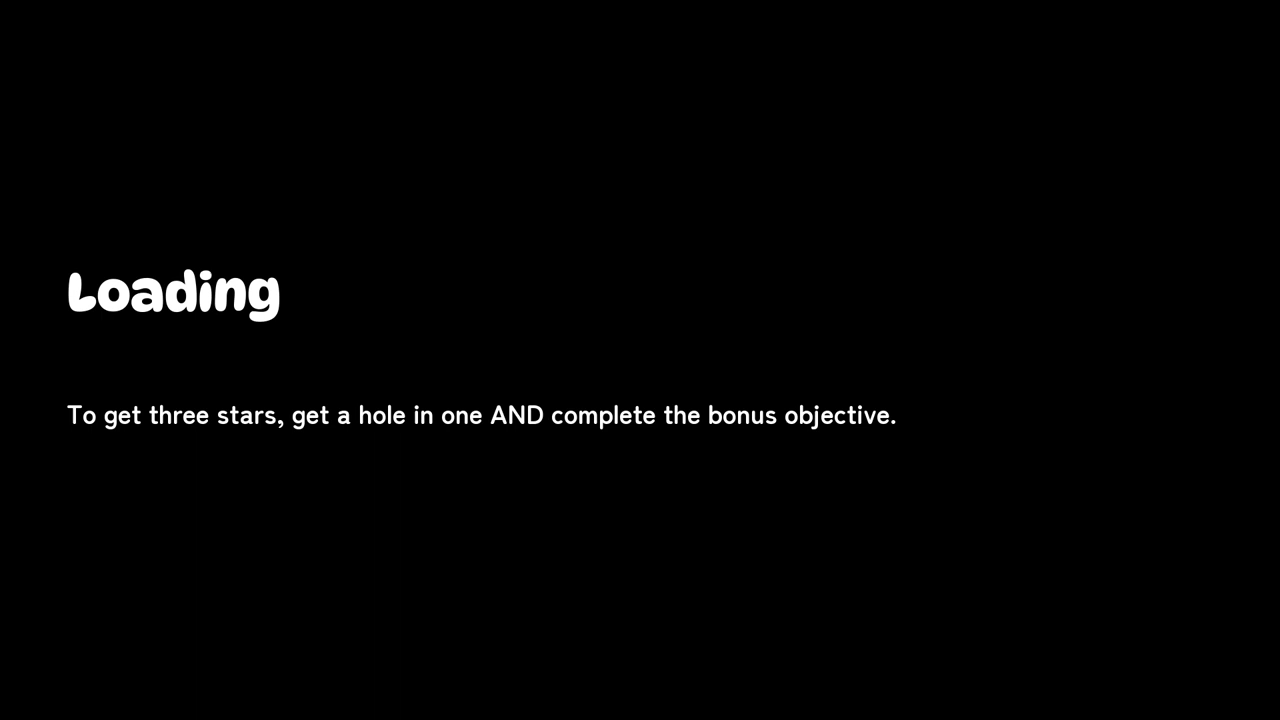 Loading
To get three stars, get a hole in one AND complete the bonus objective.